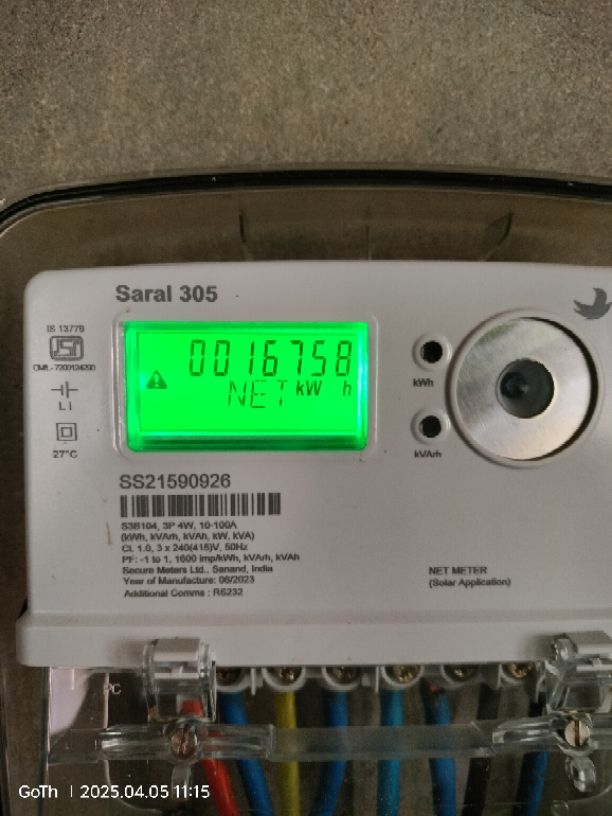 Saral 305
IS 13779
CM/L - 7200124200
L I
27°C
0016758
NET kW h
kWh
kVArh
SS21590926
S3B104, 3P 4W, 10-100A
(kWh, kVArh, kVAh, kW, kVA)
Cl. 1.0, 3 x 240(415)V, 50Hz
PF: -1 to 1, 1600 imp/kWh, kVArh, kVAh
Secure Meters Ltd., Sanand, India
Year of Manufacture: 06/2023
Additional Comms : RS232
NET METER
(Solar Application)
GoTh | 2025.04.05 11:15